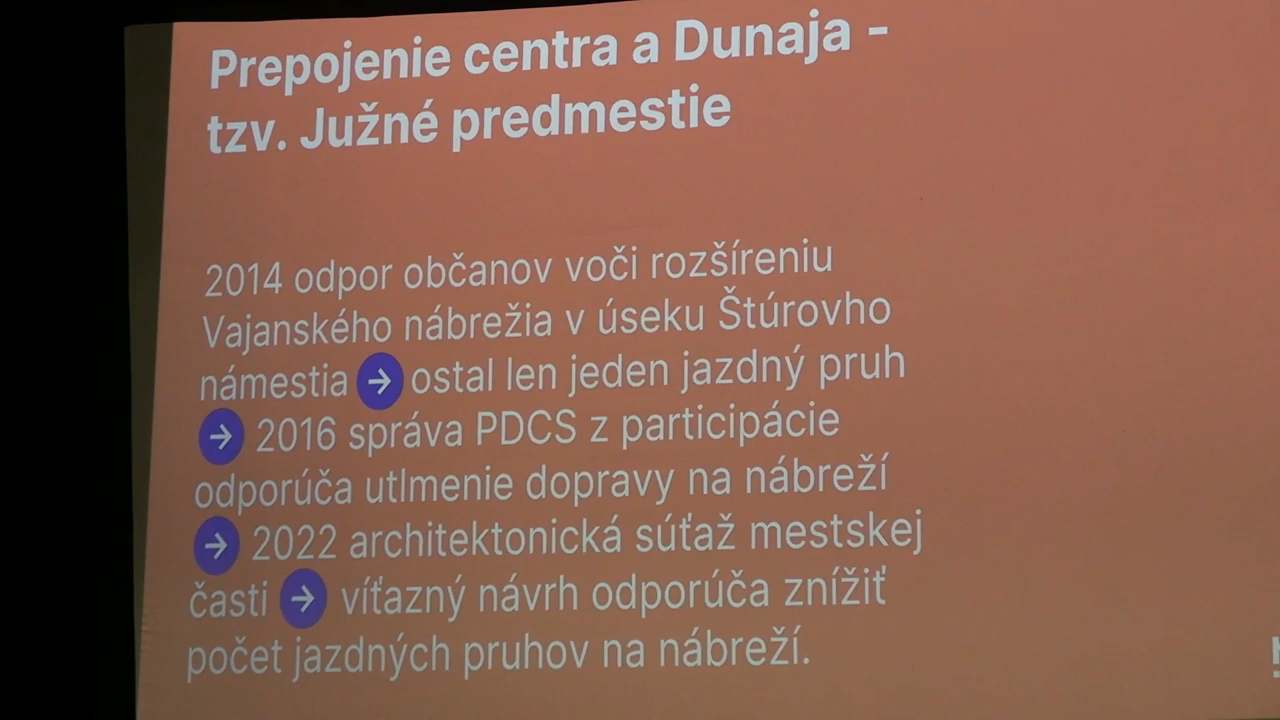 Prepojenie centra a Dunaja -
tzv. Južné predmestie
2014 odpor občanov voči rozšíreniu
Vajanského nábrežia v úseku Štúrovho
námestia → ostal len jeden jazdný pruh
→ 2016 správa PDCS z participácie
odporúča utlmenie dopravy na nábreží
→ 2022 architektonická súťaž mestskej
časti → víťazný návrh odporúča znížiť
počet jazdných pruhov na nábreží.